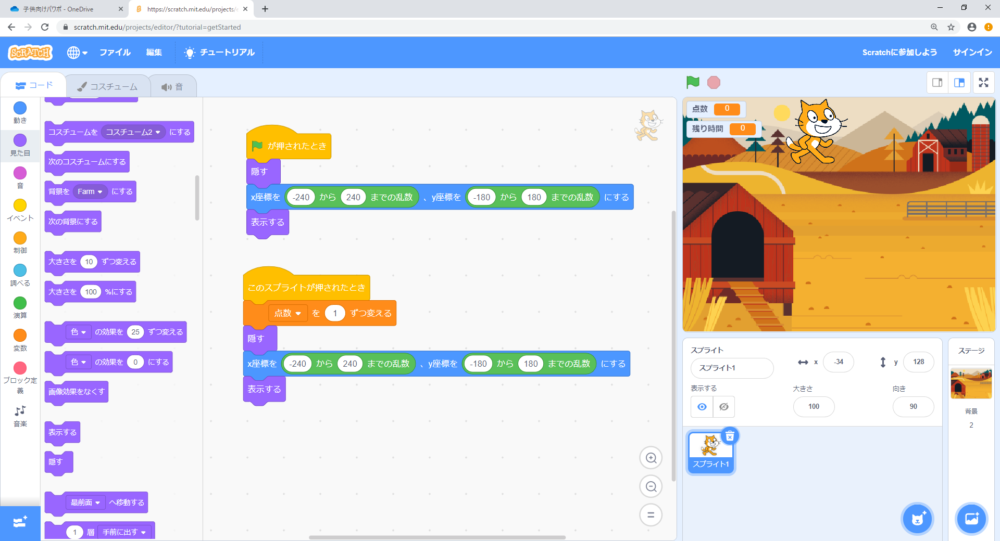 子供向けパワポ - OneDrive
https://scratch.mit.edu/projects/e
scratch.mit.edu/projects/editor/?tutorial=getStarted
SCRATCH
ファイル
編集
チュートリアル
Scratchに参加しよう
サインイン
コード
コスチューム
音
動き
見た目
音
イベント
制御
調べる
演算
変数
ブロック定
義
音楽
コスチュームを コスチューム2 にする
次のコスチュームにする
背景を Farm にする
次の背景にする
大きさを 10 ずつ変える
大きさを 100 %にする
色 の効果を 25 ずつ変える
色 の効果を 0 にする
画像効果をなくす
表示する
隠す
最前面 へ移動する
1 層 手前に出す
が押されたとき
隠す
x座標を -240 から 240 までの乱数 、y座標を -180 から 180 までの乱数 にする
表示する
このスプライトが押されたとき
点数 を 1 ずつ変える
隠す
x座標を -240 から 240 までの乱数 、y座標を -180 から 180 までの乱数 にする
表示する
点数 0
残り時間 0
スプライト
スプライト1
x -34
y 128
表示する
大きさ
100
向き
90
スプライト1
ステージ
背景
2